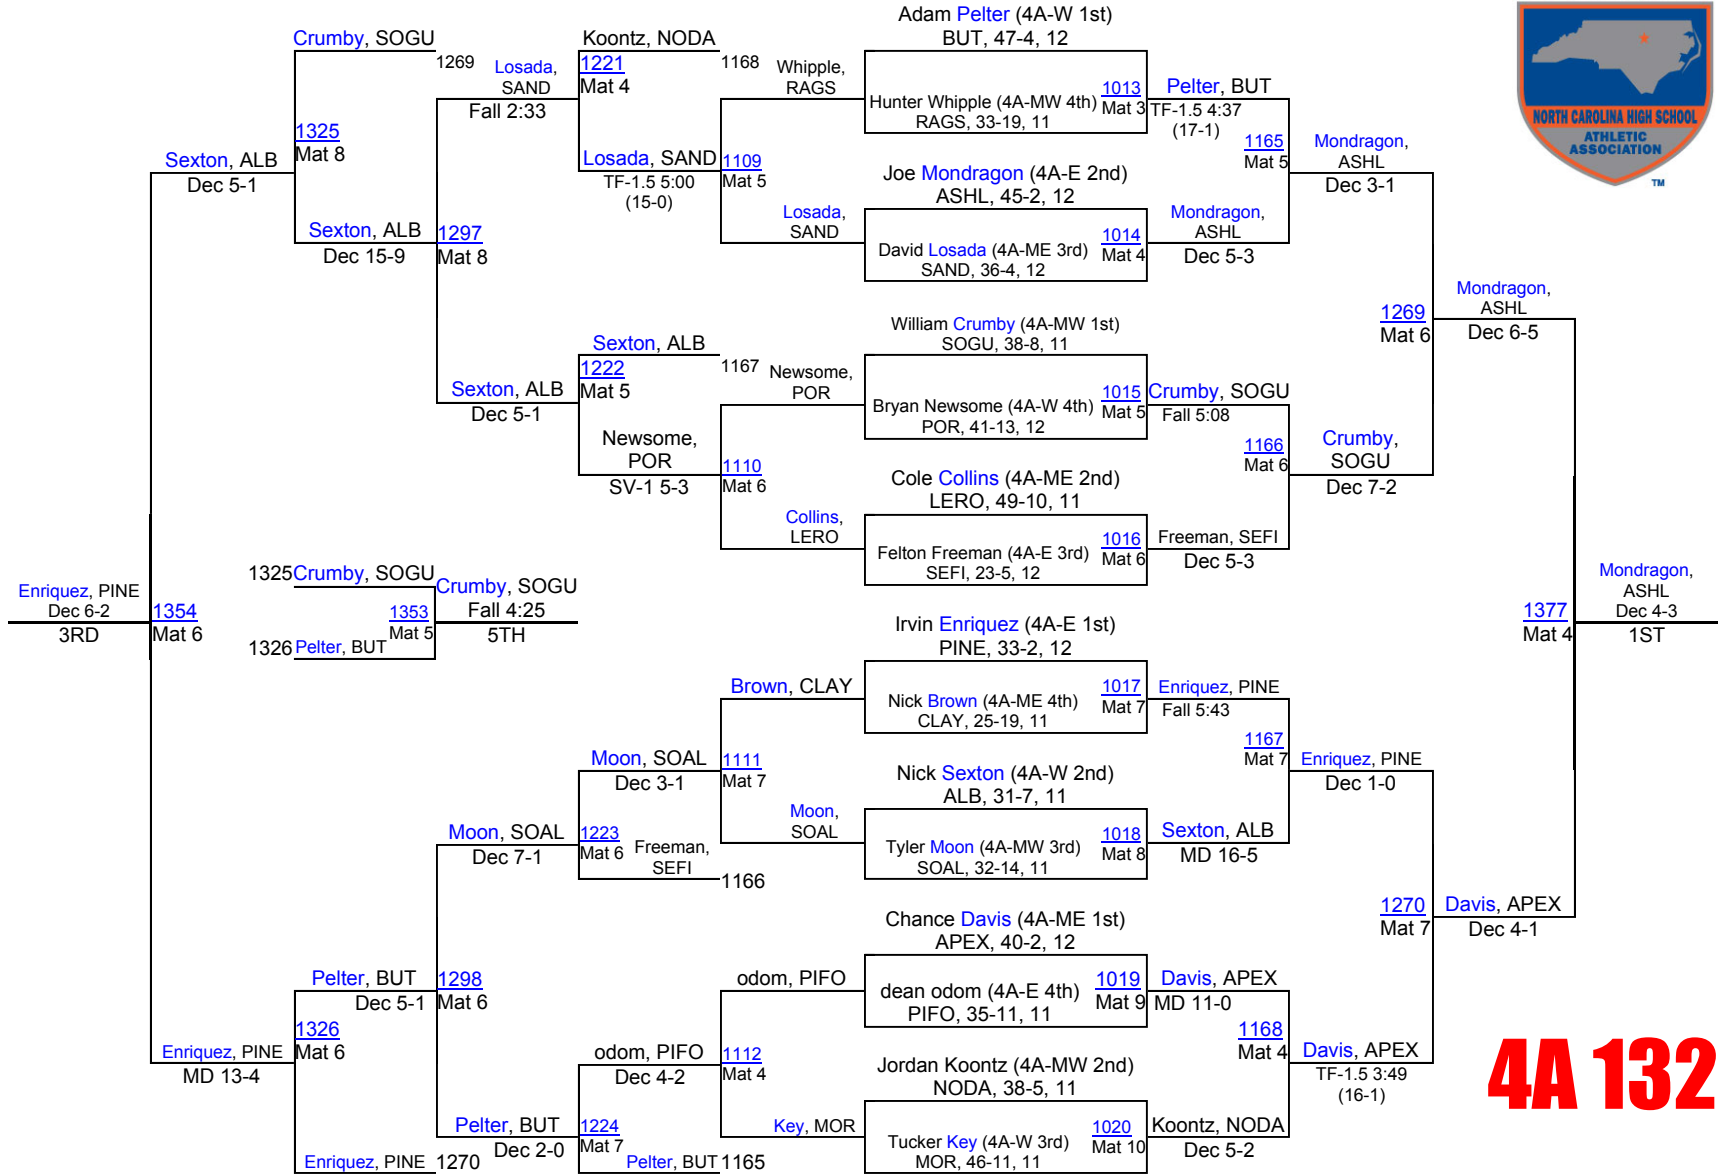 Adam Pelter (4A-W 1st)
BUT, 47-4, 12
Crumby, SOGU
1269
Losada,
SAND
Fall 2:33
Koontz, NODA
1221
Mat 4
1168
Whipple,
RAGS
Hunter Whipple (4A-MW 4th)
RAGS, 33-19, 11
1013
Mat 3
Pelter, BUT
TF-1.5 4:37
(17-1)
1165
Mat 5
Mondragon,
ASHL
Dec 3-1
NORTH CAROLINA HIGH SCHOOL
ATHLETIC
ASSOCIATION
TM
1325
Mat 8
Sexton, ALB
Dec 5-1
Losada, SAND
TF-1.5 5:00
(15-0)
1109
Mat 5
Joe Mondragon (4A-E 2nd)
ASHL, 45-2, 12
Losada,
SAND
David Losada (4A-ME 3rd)
SAND, 36-4, 12
1014
Mat 4
Mondragon,
ASHL
Dec 5-3
Sexton, ALB
Dec 15-9
1297
Mat 8
William Crumby (4A-MW 1st)
SOGU, 38-8, 11
1269
Mat 6
Mondragon,
ASHL
Dec 6-5
Sexton, ALB
1222
Mat 5
1167
Newsome,
POR
Bryan Newsome (4A-W 4th)
POR, 41-13, 12
1015
Mat 5
Crumby, SOGU
Fall 5:08
Sexton, ALB
Dec 5-1
Newsome,
POR
SV-1 5-3
1110
Mat 6
Cole Collins (4A-ME 2nd)
LERO, 49-10, 11
1166
Mat 6
Crumby,
SOGU
Dec 7-2
Collins,
LERO
Felton Freeman (4A-E 3rd)
SEFI, 23-5, 12
1016
Mat 6
Freeman, SEFI
Dec 5-3
Enriquez, PINE
Dec 6-2
3RD
1354
Mat 6
1325 Crumby, SOGU
1353
Mat 5
1326 Pelter, BUT
Crumby, SOGU
Fall 4:25
5TH
1377
Mat 4
Mondragon,
ASHL
Dec 4-3
1ST
Irvin Enriquez (4A-E 1st)
PINE, 33-2, 12
Brown, CLAY
Nick Brown (4A-ME 4th)
CLAY, 25-19, 11
1017
Mat 7
Enriquez, PINE
Fall 5:43
Moon, SOAL
Dec 3-1
1111
Mat 7
Nick Sexton (4A-W 2nd)
ALB, 31-7, 11
1167
Mat 7
Enriquez, PINE
Dec 1-0
Moon,
SOAL
Tyler Moon (4A-MW 3rd)
SOAL, 32-14, 11
1018
Mat 8
Sexton, ALB
MD 16-5
Moon, SOAL
Dec 7-1
1223
Mat 6
Freeman,
SEFI
1166
Chance Davis (4A-ME 1st)
APEX, 40-2, 12
1270
Mat 7
Davis, APEX
Dec 4-1
Pelter, BUT
Dec 5-1
1298
Mat 6
odom, PIFO
dean odom (4A-E 4th)
PIFO, 35-11, 11
1019
Mat 9
Davis, APEX
MD 11-0
1326
Mat 6
Enriquez, PINE
MD 13-4
odom, PIFO
Dec 4-2
1112
Mat 4
Jordan Koontz (4A-MW 2nd)
NODA, 38-5, 11
1168
Mat 4
Davis, APEX
TF-1.5 3:49
(16-1)
Pelter, BUT
Dec 2-0
1224
Mat 7
Key, MOR
Tucker Key (4A-W 3rd)
MOR, 46-11, 11
1020
Mat 10
Koontz, NODA
Dec 5-2
Enriquez, PINE 1270
Pelter, BUT 1165
4A 132